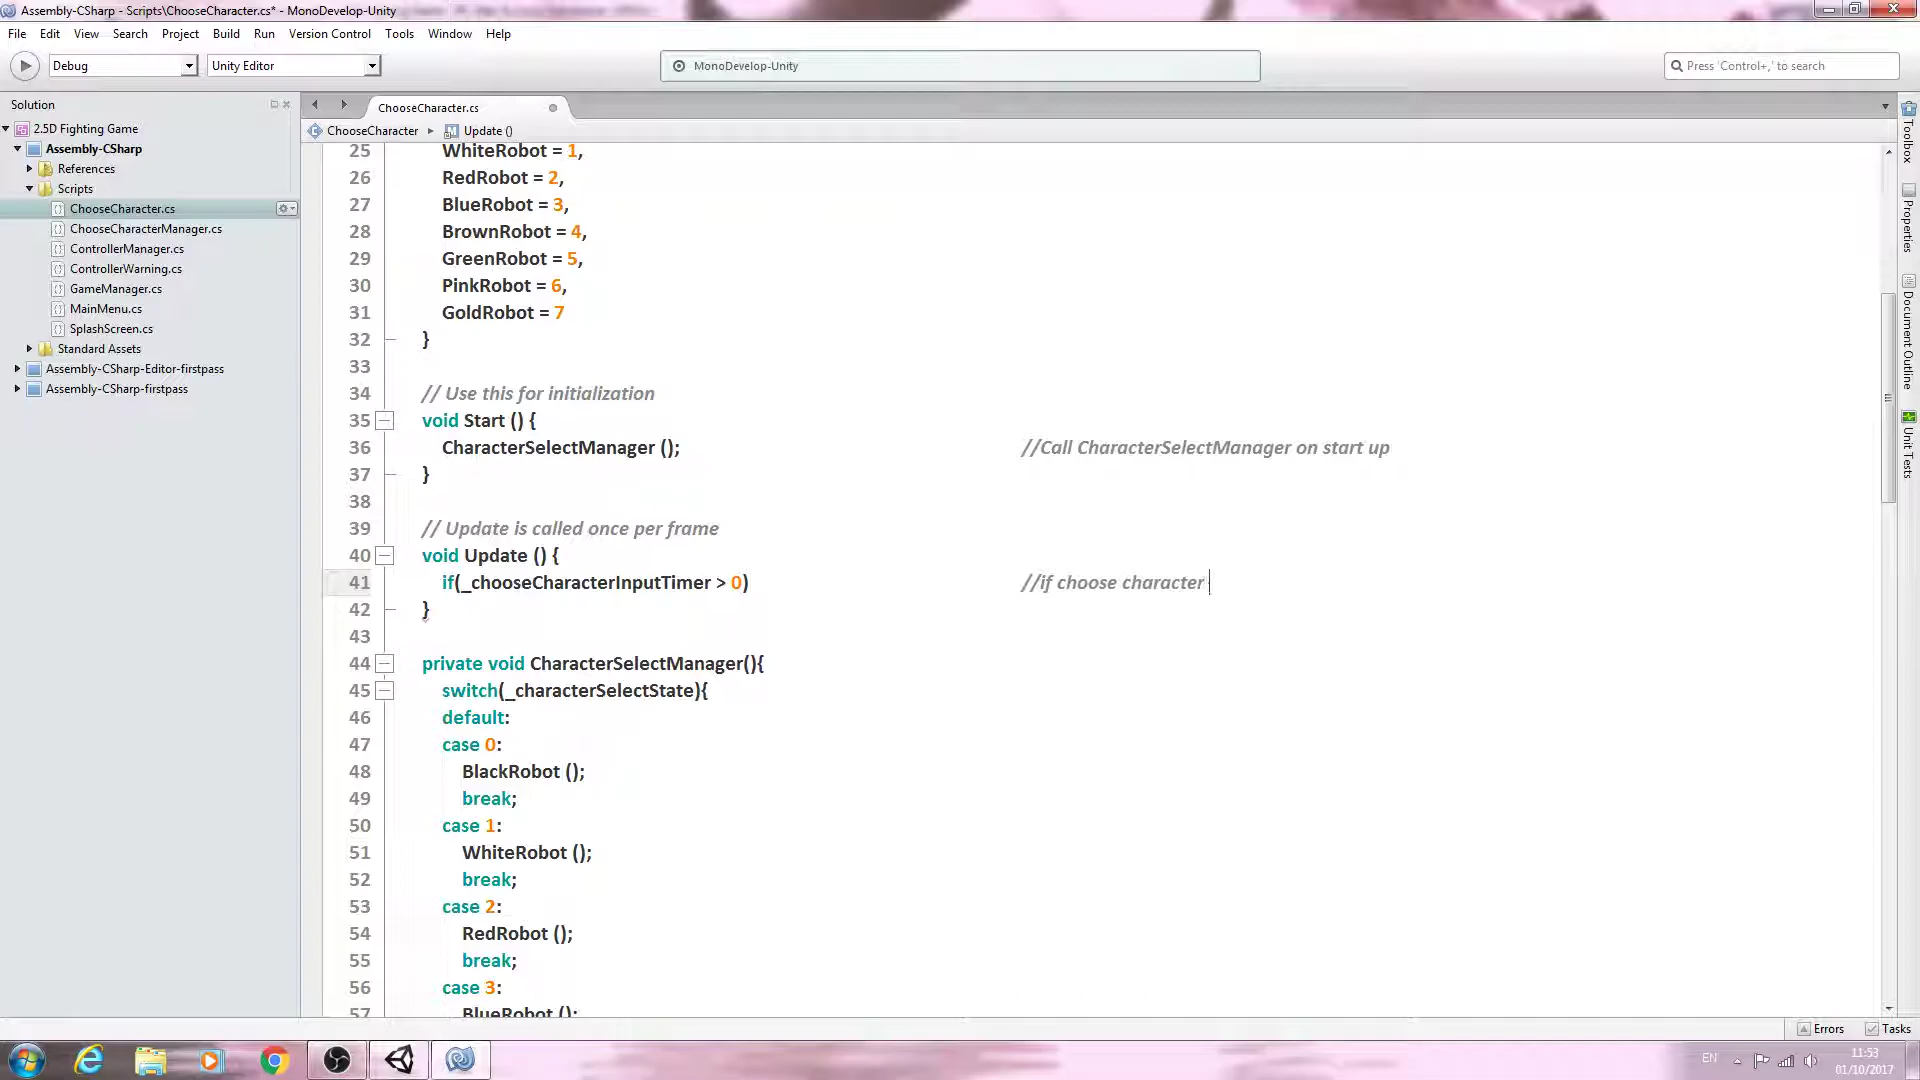 Assembly-CSharp - Scripts\ChooseCharacter.cs* - MonoDevelop-Unity
File Edit View Search Project Build Run Version Control Tools Window Help
Debug Unity Editor MonoDevelop-Unity Press 'Control+,' to search
Solution
2.5D Fighting Game
Assembly-CSharp
References
Scripts
ChooseCharacter.cs
ChooseCharacterManager.cs
ControllerManager.cs
ControllerWarning.cs
GameManager.cs
MainMenu.cs
SplashScreen.cs
Standard Assets
Assembly-CSharp-Editor-firstpass
Assembly-CSharp-firstpass
ChooseCharacter.cs
ChooseCharacter Update ()
25 WhiteRobot = 1,
26 RedRobot = 2,
27 BlueRobot = 3,
28 BrownRobot = 4,
29 GreenRobot = 5,
30 PinkRobot = 6,
31 GoldRobot = 7
32 }
33
34 // Use this for initialization
35 void Start () {
36 CharacterSelectManager (); //Call CharacterSelectManager on start up
37 }
38
39 // Update is called once per frame
40 void Update () {
41 if(_chooseCharacterInputTimer > 0) //if choose character
42 }
43
44 private void CharacterSelectManager(){
45 switch(_characterSelectState){
46 default:
47 case 0:
48 BlackRobot ();
49 break;
50 case 1:
51 WhiteRobot ();
52 break;
53 case 2:
54 RedRobot ();
55 break;
56 case 3:
57 BlueRobot ();
Toolbox
Properties
Document Outline
Unit Tests
Errors Tasks
EN
11:53
01/10/2017